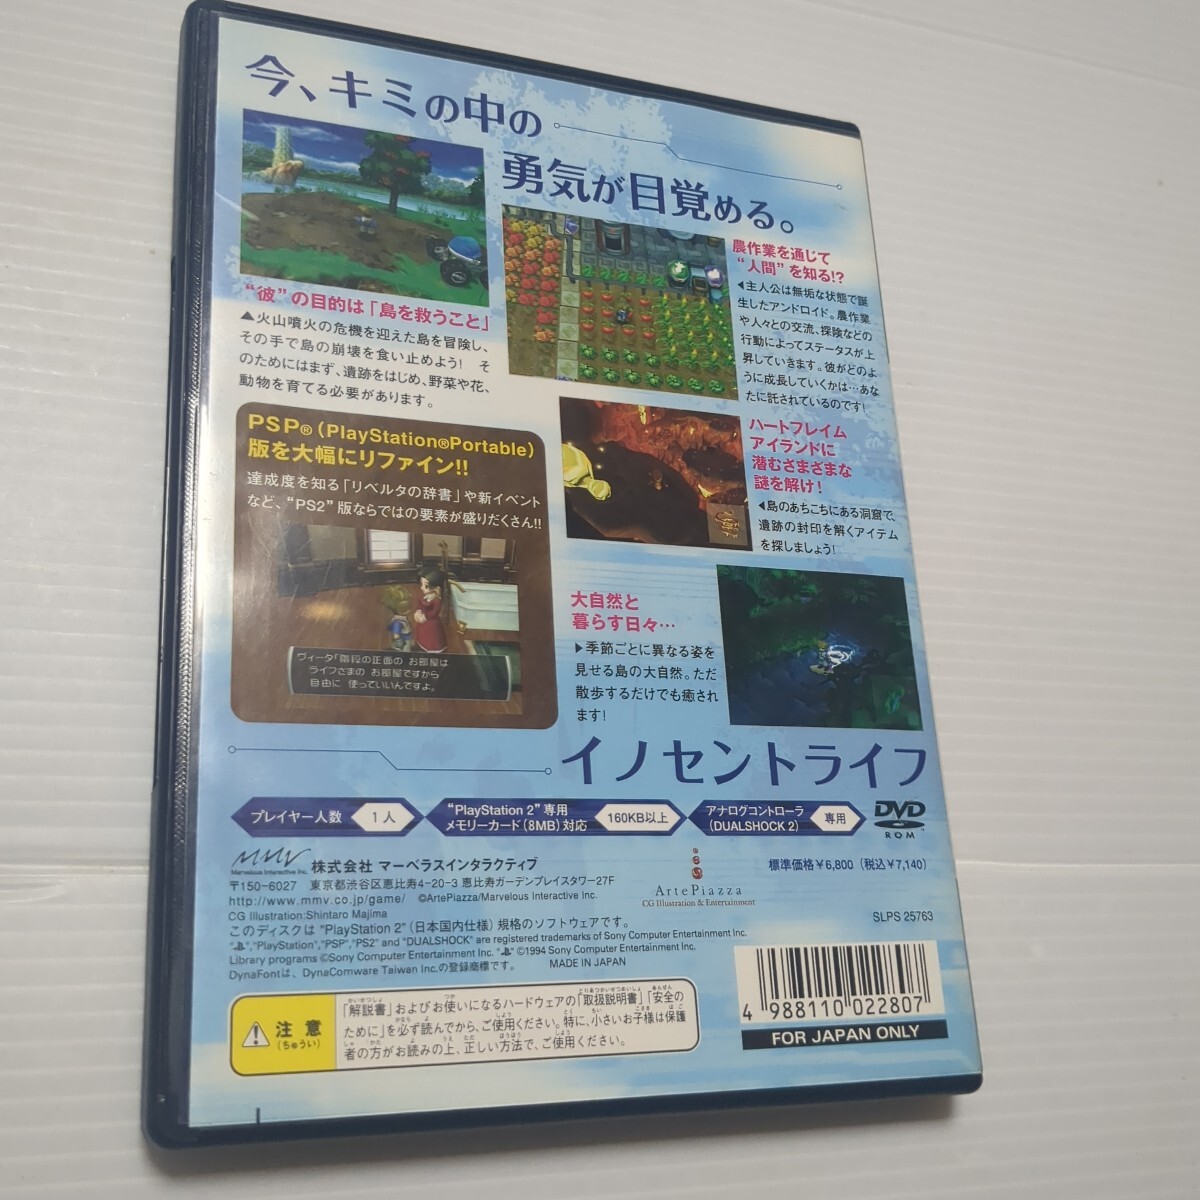 今、キミの中の
勇気が目覚める。
“彼”の目的は「島を救うこと」
▲火山噴火の危機を迎えた島を冒険し、
その手で島の崩壊を食い止めよう! そ
のためにはまず、遺跡をはじめ、野菜や花、
動物を育てる必要があります。
農作業を通じて
“人間”を知る!?
◀主人公は無垢な状態で誕
生したアンドロイド。農作業
や人々との交流、探険などの
行動によってステータスが上
昇していきます。彼がどのよ
うに成長していくかは…あな
たに託されているのです!
PSP®(PlayStation®Portable)
版を大幅にリファイン!!
達成度を知る「リベルタの辞書」や新イベント
など、“PS2”版ならではの要素が盛りだくさん!!
ヴィータ「階段の正面の お部屋は
ライフさまの お部屋ですから
自由に 使っていいんですよ。
ハートフレイム
アイランドに
潜むさまざまな
謎を解け!
◀島のあちこちにある洞窟で、
遺跡の封印を解くアイテム
を探しましょう!
大自然と
暮らす日々…
▶季節ごとに異なる姿を
見せる島の大自然。ただ
散歩するだけでも癒され
ます!
イノセントライフ
プレイヤー人数 1人
“PlayStation 2”専用
メモリーカード(8MB)対応 160KB以上
アナログコントローラ
(DUALSHOCK 2) 専用
DVD
ROM
MMV
Marvelous Interactive Inc.
株式会社 マーベラスインタラクティブ
〒150-6027 東京都渋谷区恵比寿4-20-3 恵比寿ガーデンプレイスタワー27F
http://www.mmv.co.jp/game/ ©ArtePiazza/Marvelous Interactive Inc.
CG Illustration:Shintaro Majima
このディスクは“PlayStation 2”(日本国内仕様)規格のソフトウェアです。
"PlayStation","PSP","PS2" and "DUALSHOCK" are registered trademarks of Sony Computer Entertainment Inc.
Library programs ©Sony Computer Entertainment Inc. ©1994 Sony Computer Entertainment Inc.
DynaFontは、DynaComware Taiwan Inc.の登録商標です。 MADE IN JAPAN
ArtePiazza
CG Illustration & Entertainment
標準価格￥6,800(税込￥7,140)
SLPS 25763
4 988110 022807
FOR JAPAN ONLY
注意
(ちゅうい)
「解説書」およびお使いになるハードウェアの「取扱説明書」「安全の
ために」を必ず読んでから、ご使用ください。特に、小さいお子様は保護
者の方がお読みの上、正しい方法で、ご使用ください。